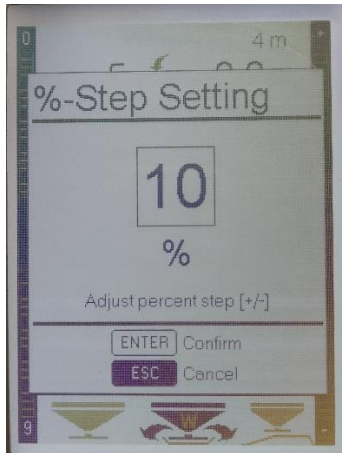 0
4 m
+
%-Step Setting
10
%
Adjust percent step [+/-]
ENTER Confirm
ESC Cancel
9
W
-